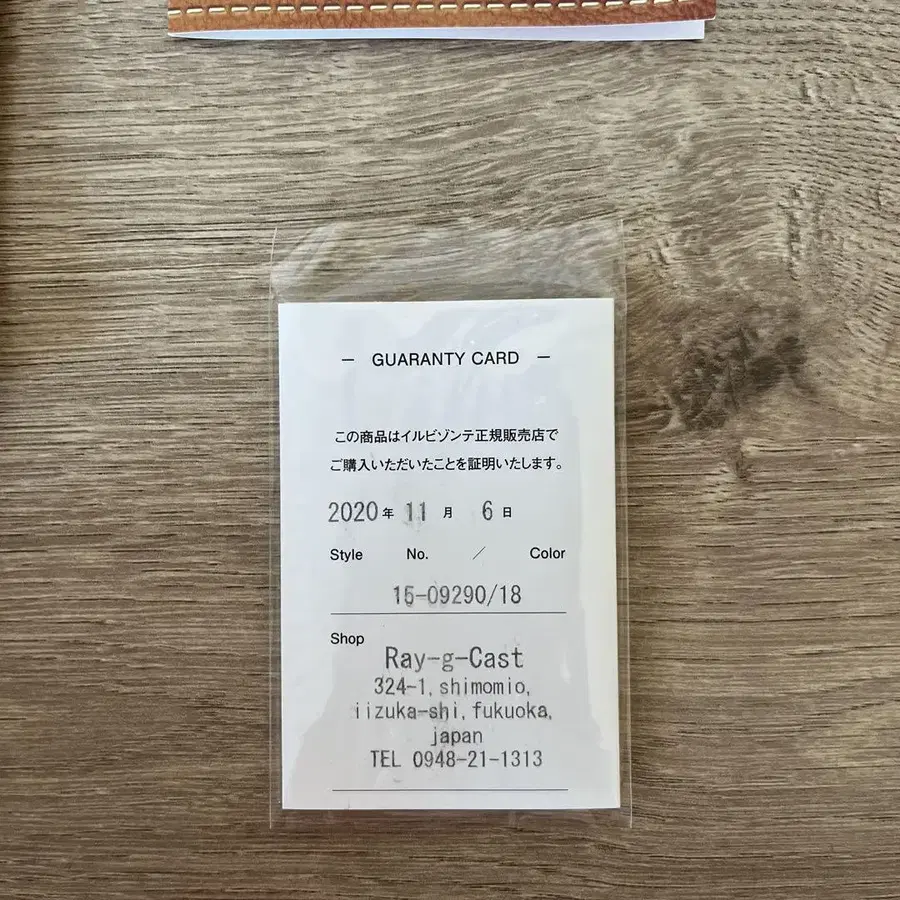 — GUARANTY CARD —
この商品はイルビゾンテ正規販売店で
ご購入いただいたことを証明いたします。
2020年 11 月 6 日
Style No. / Color
15-09290/18
Shop
Ray-g-Cast
324-1, shimomio,
iizuka-shi, fukuoka,
japan
TEL 0948-21-1313